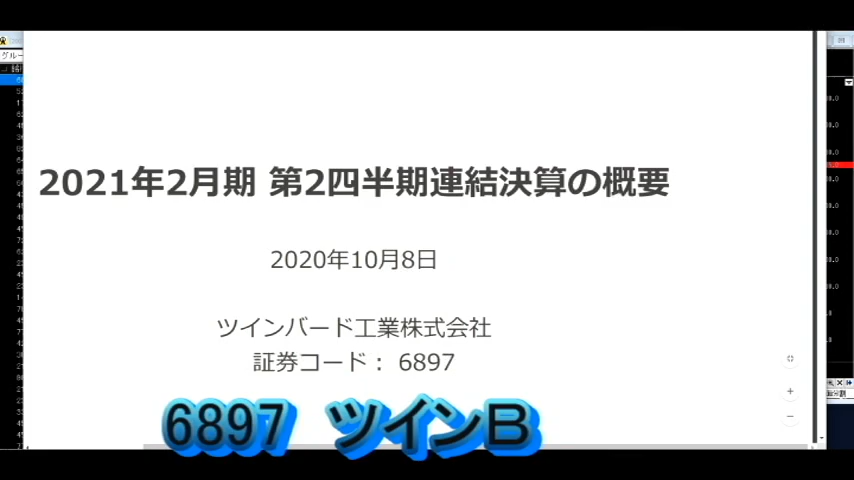 2021年2月期 第2四半期連結決算の概要
2020年10月8日
ツインバード工業株式会社
証券コード： 6897
6897 ツインB